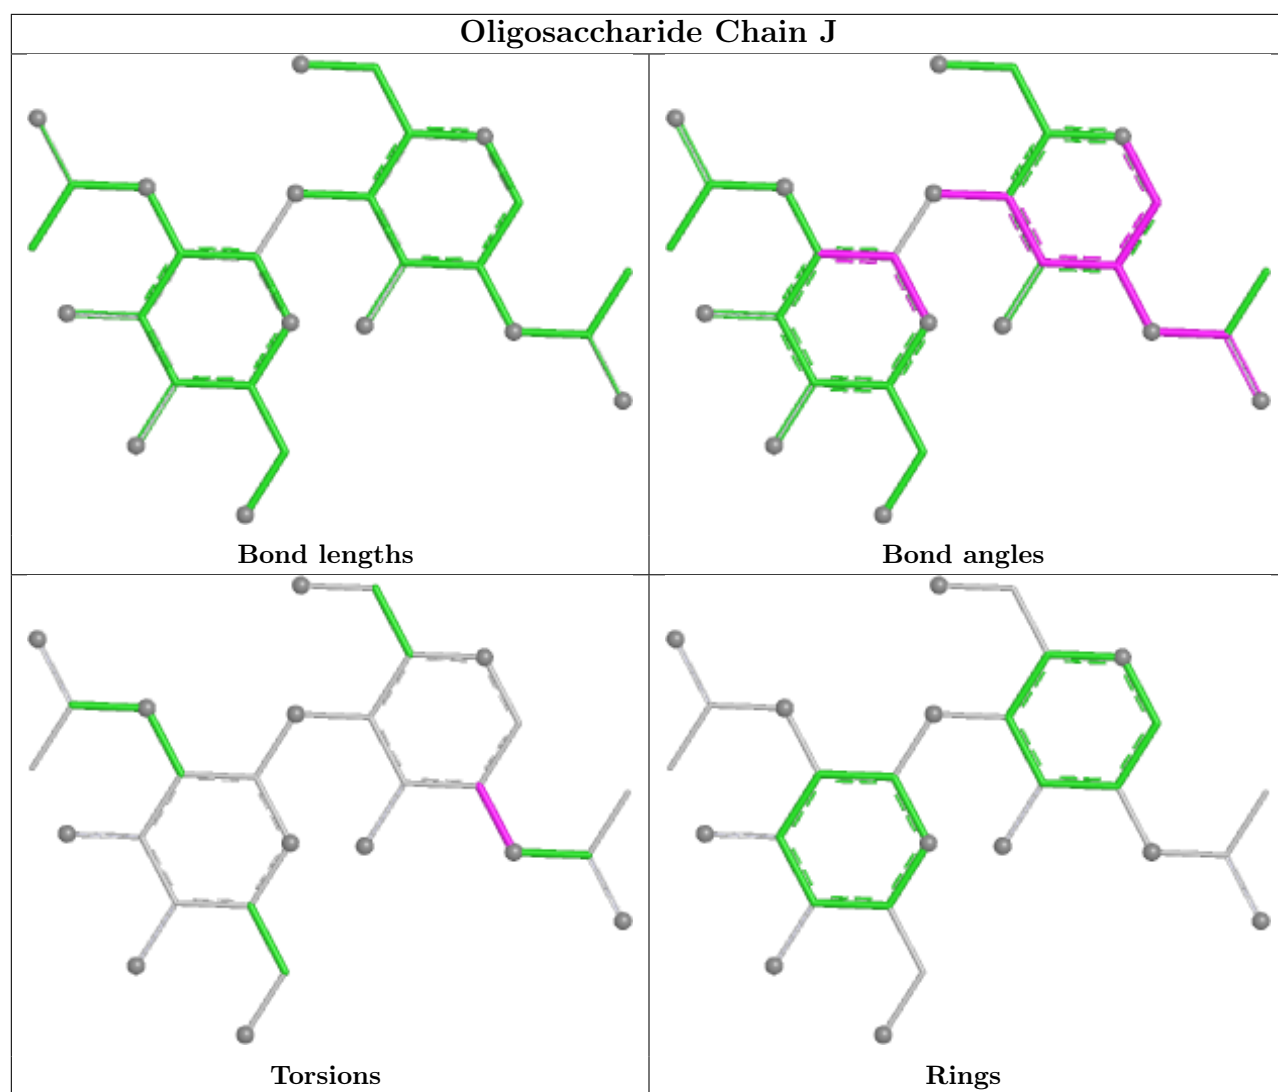 Oligosaccharide Chain J
Bond lengths
Bond angles
Torsions
Rings